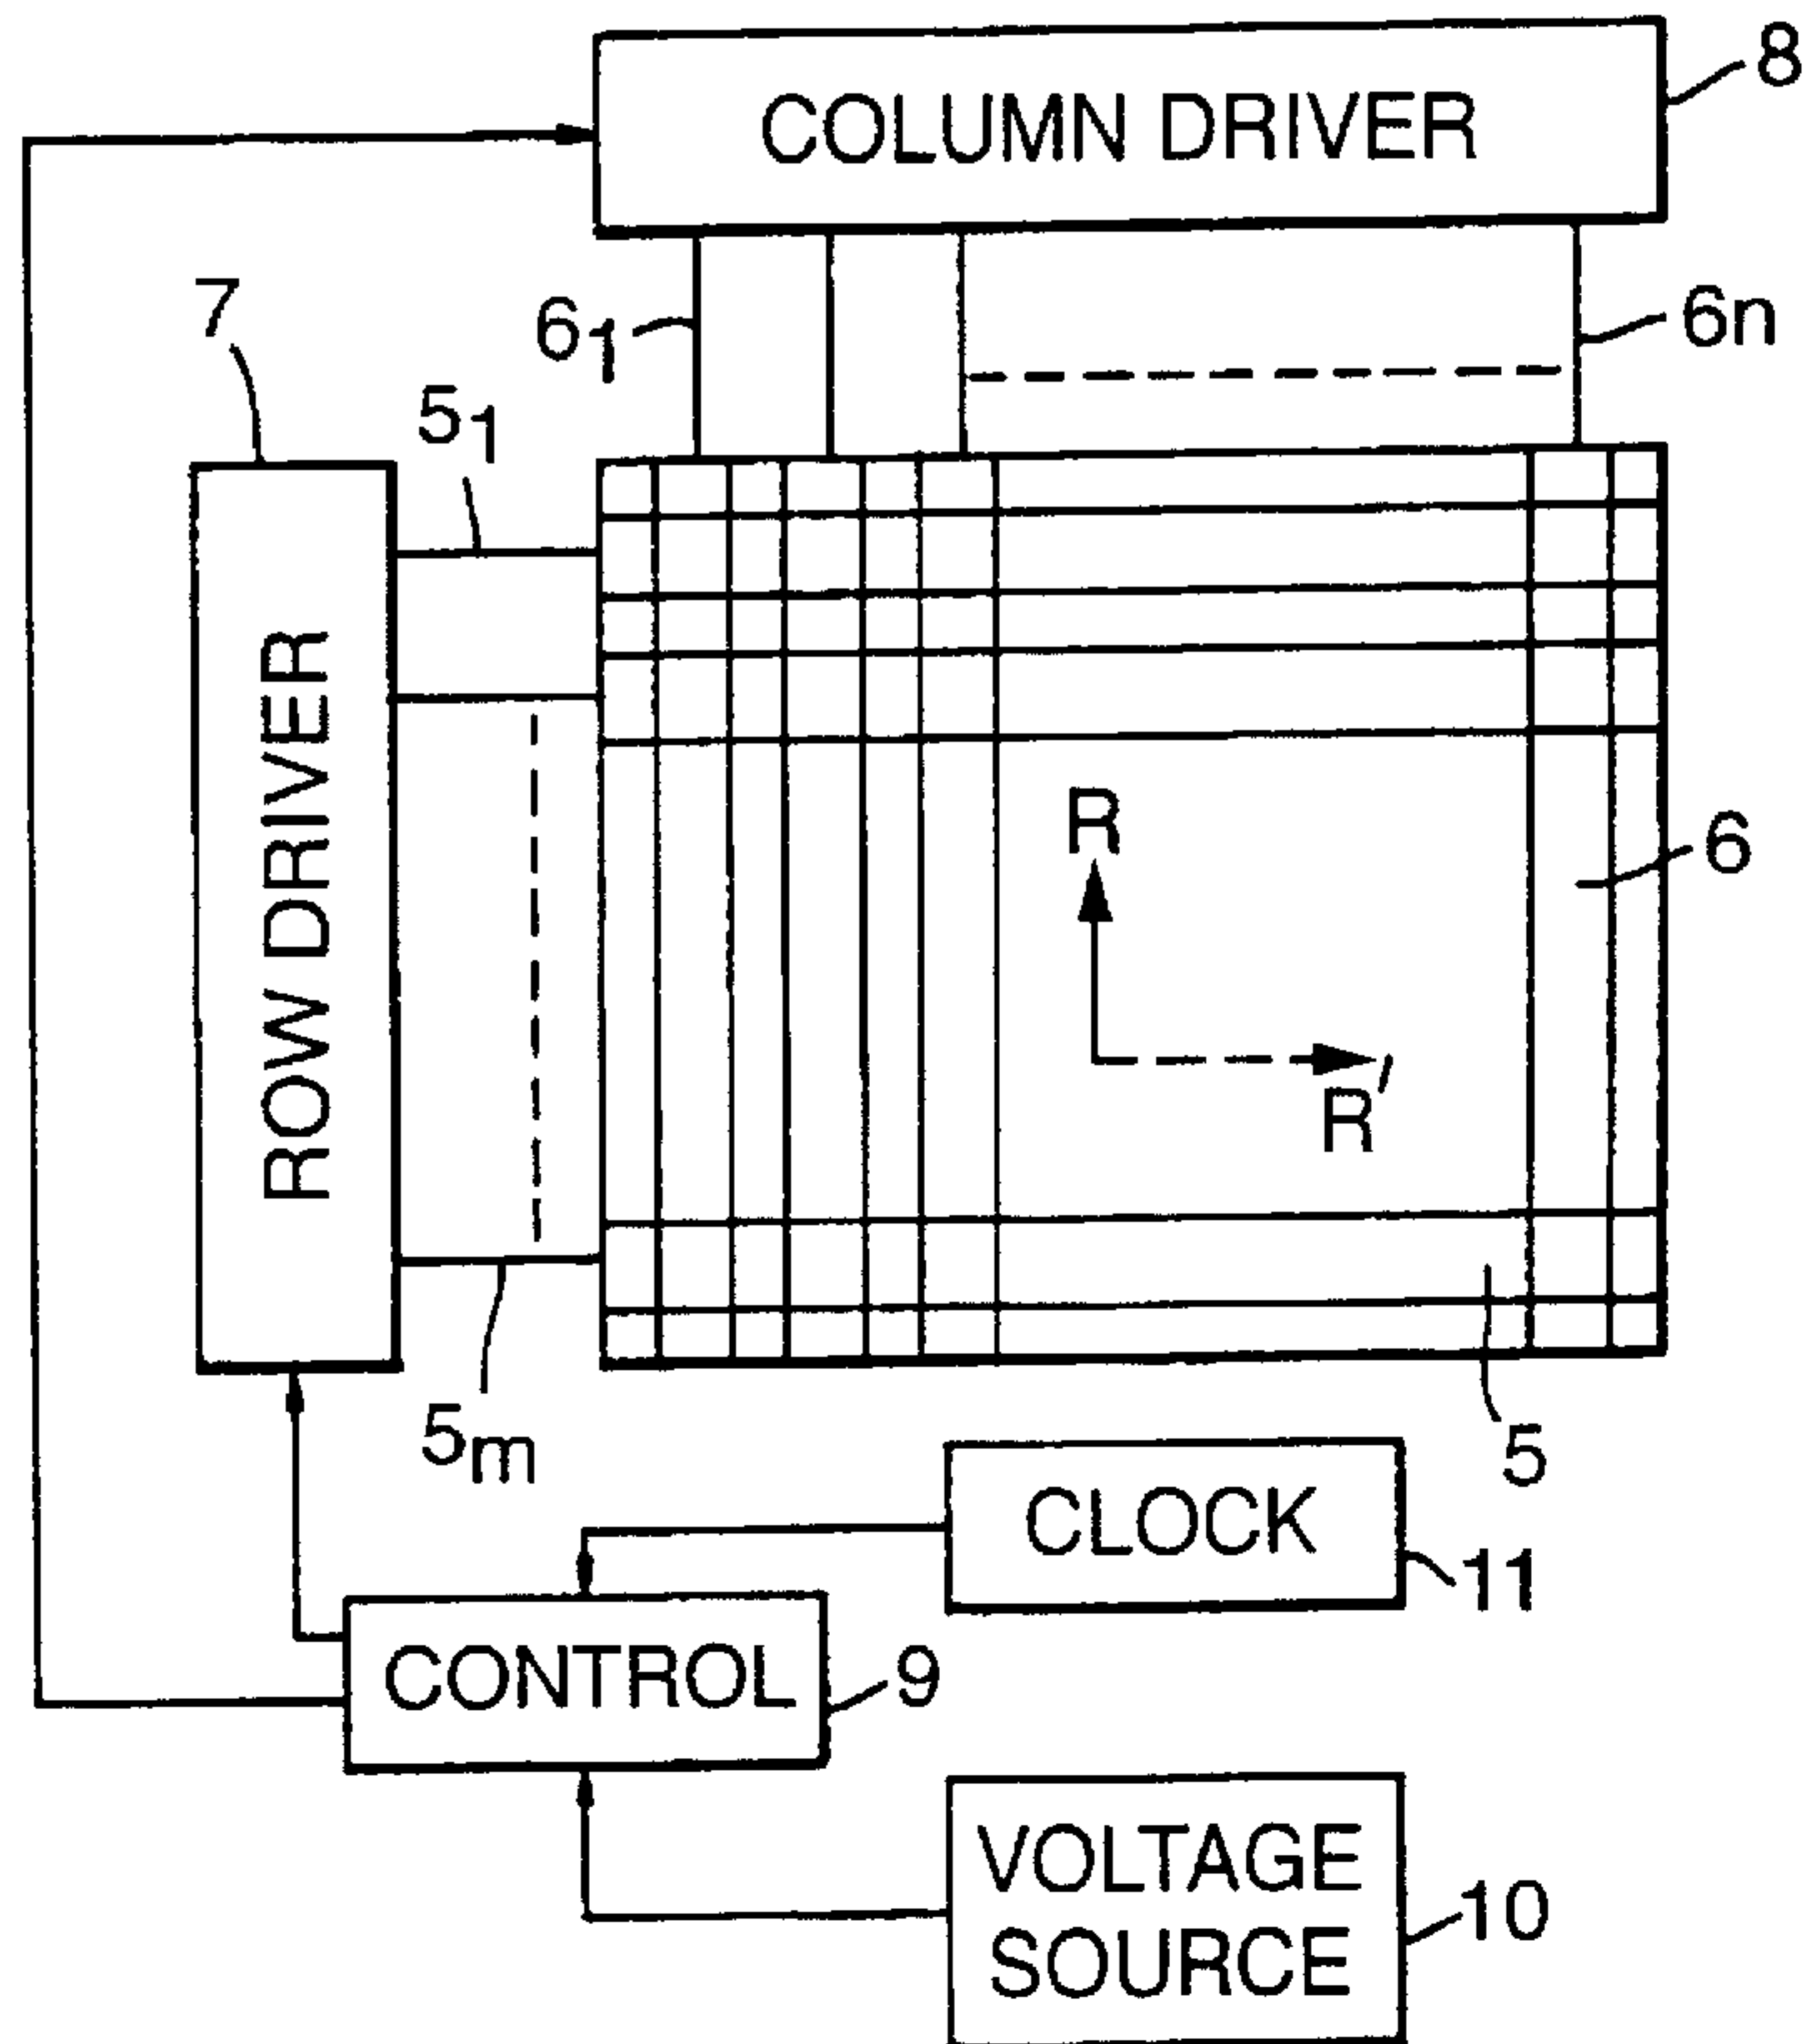 COLUMN DRIVER
8
7
6₁
6n
5₁
ROW DRIVER
R
6
R′
5m
5
CLOCK
11
CONTROL
9
VOLTAGE
SOURCE
10